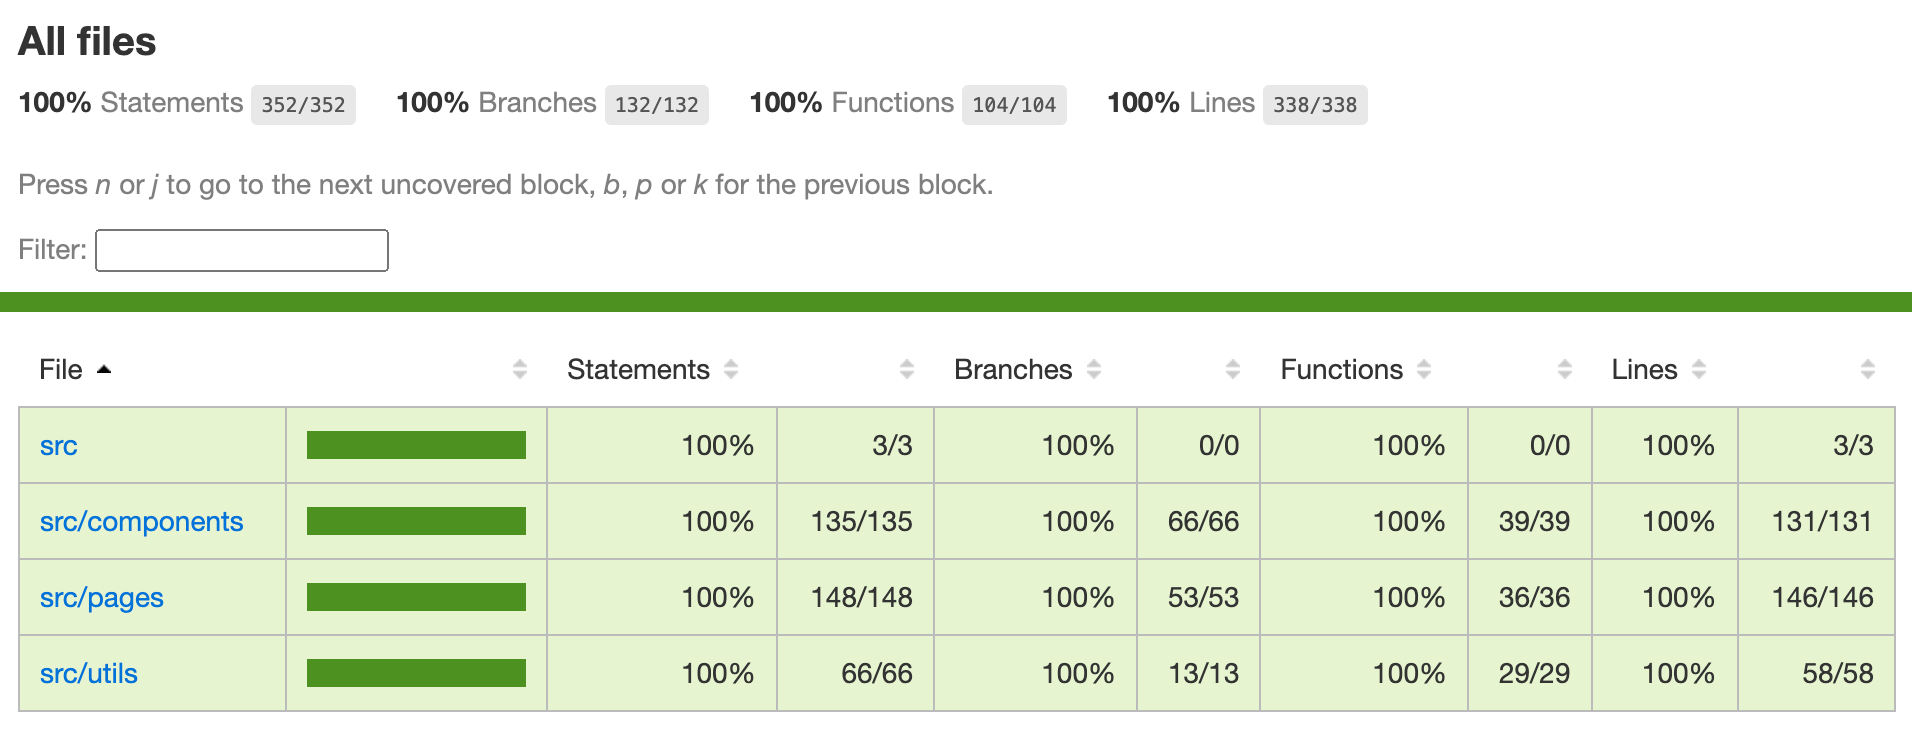 All files
100% Statements 352/352 100% Branches 132/132 100% Functions 104/104 100% Lines 338/338
Press n or j to go to the next uncovered block, b, p or k for the previous block.
Filter:
File Statements Branches Functions Lines
src 100% 3/3 100% 0/0 100% 0/0 100% 3/3
src/components 100% 135/135 100% 66/66 100% 39/39 100% 131/131
src/pages 100% 148/148 100% 53/53 100% 36/36 100% 146/146
src/utils 100% 66/66 100% 13/13 100% 29/29 100% 58/58